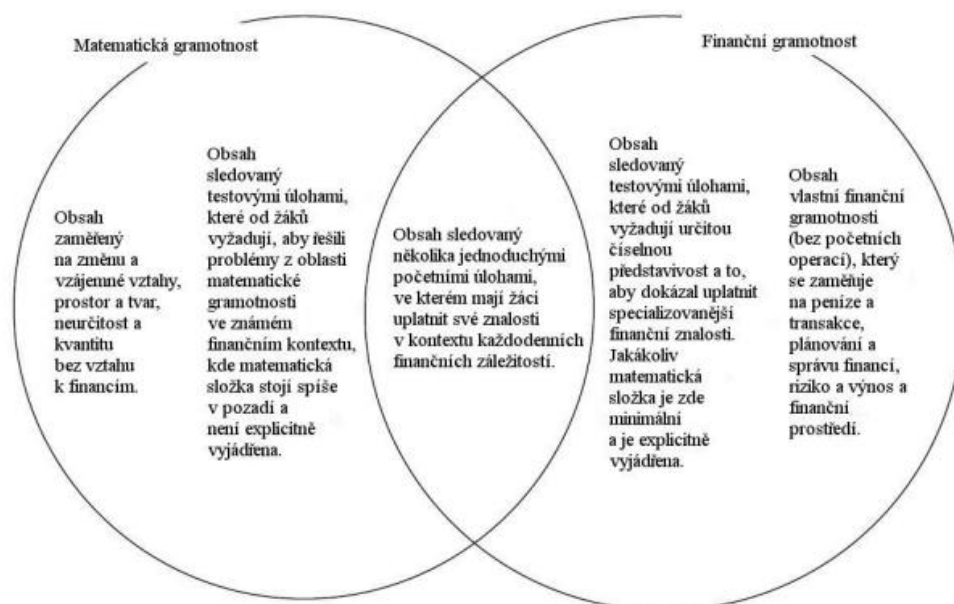 Matematická gramotnost
Finanční gramotnost
Obsah
zaměřený
na změnu a
vzájemné vztahy,
prostor a tvar,
neurčitost a
kvantitu
bez vztahu
k financím.
Obsah
sledovaný
testovými úlohami,
které od žáků
vyžadují, aby řešili
problémy z oblasti
matematické
gramotnosti
ve známém
finančním kontextu,
kde matematická
složka stojí spíše
v pozadí a
není explicitně
vyjádřena.
Obsah sledovaný
několika jednoduchými
početními úlohami,
ve kterém mají žáci
uplatnit své znalosti
v kontextu každodenních
finančních záležitostí.
Obsah
sledovaný
testovými úlohami,
které od žáků
vyžadují určitou
číselnou
představivost a to,
aby dokázal uplatnit
specializovanější
finanční znalosti.
Jakákoliv
matematická
složka je zde
minimální
a je explicitně
vyjádřena.
Obsah
vlastní finanční
gramotnosti
(bez početních
operací), který
se zaměřuje
na peníze a
transakce,
plánování a
správu financí,
riziko a výnos a
finanční
prostředí.